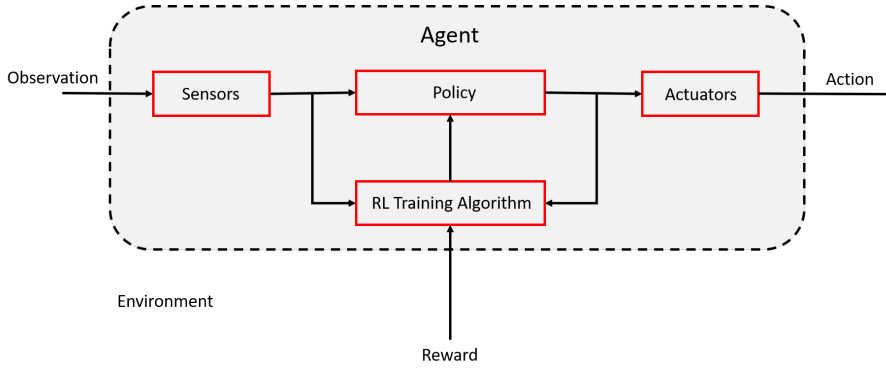 Agent
Observation
Sensors
Policy
Actuators
Action
RL Training Algorithm
Environment
Reward